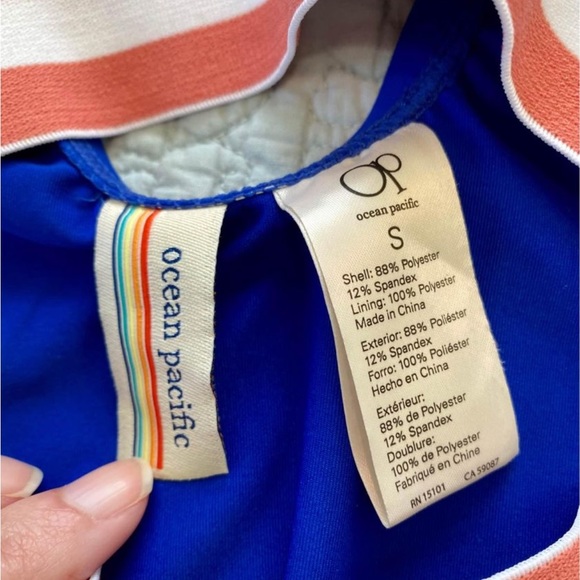 ocean pacific
Op
ocean pacific
S
Shell: 88% Polyester
12% Spandex
Lining: 100% Polyester
Made in China
Exterior: 88% Poliéster
12% Spandex
Forro: 100% Poliéster
Hecho en China
Extérieur:
88% de Polyester
12% Spandex
Doublure:
100% de Polyester
Fabriqué en Chine
RN 15101 CA 59087